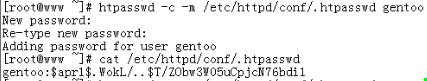 [root@www ~]# htpasswd -c -m /etc/httpd/conf/.htpasswd gentoo
New password:
Re-type new password:
Adding password for user gentoo
[root@www ~]# cat /etc/httpd/conf/.htpasswd
gentoo:$apr1$.WokL/..$T/ZObw3W05uCpjcN76bdi1